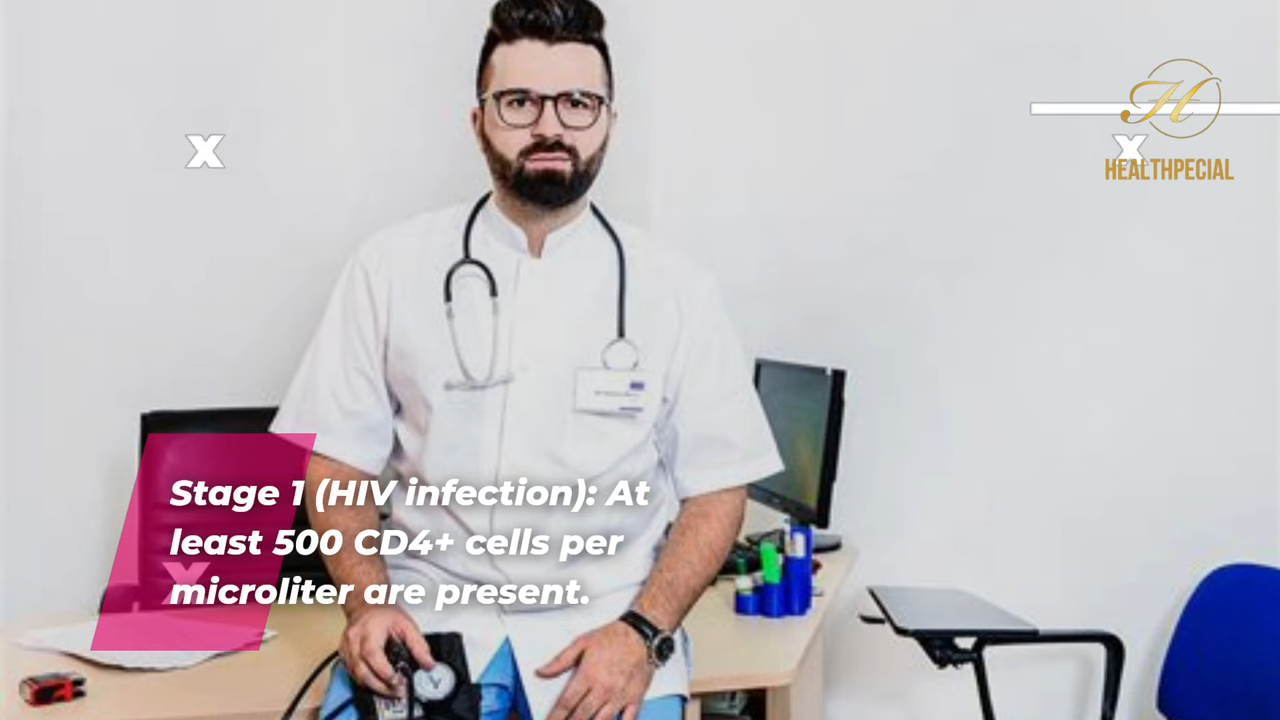 H
HEALTHPECIAL
Stage 1 (HIV infection): At
least 500 CD4+ cells per
microliter are present.